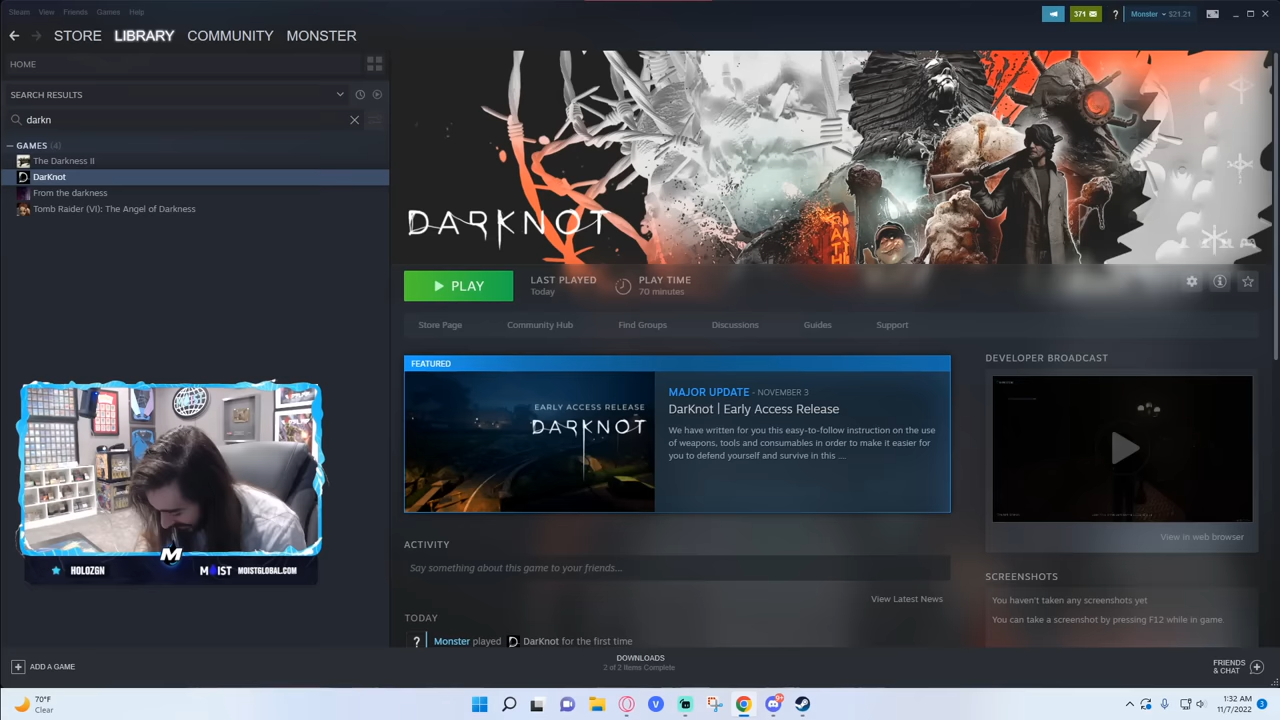 Steam View Friends Games Help
371
?
Monster $21.21
STORE LIBRARY COMMUNITY MONSTER
HOME
SEARCH RESULTS
darkn
GAMES (4)
The Darkness II
DarKnot
From the darkness
Tomb Raider (VI): The Angel of Darkness
DARKNOT
PLAY
LAST PLAYED
Today
PLAY TIME
70 minutes
Store Page Community Hub Find Groups Discussions Guides Support
FEATURED
EARLY ACCESS RELEASE
DARKNOT
MAJOR UPDATE - NOVEMBER 3
DarKnot | Early Access Release
We have written for you this easy-to-follow instruction on the use
of weapons, tools and consumables in order to make it easier for
you to defend yourself and survive in this ....
DEVELOPER BROADCAST
View in web browser
ACTIVITY
Say something about this game to your friends...
View Latest News
TODAY
? Monster played DarKnot for the first time
SCREENSHOTS
You haven't taken any screenshots yet
You can take a screenshot by pressing F12 while in game.
M
HOLOZGN
MOIST MOISTGLOBAL.COM
ADD A GAME
DOWNLOADS
2 of 2 Items Complete
FRIENDS
& CHAT
70°F
Clear
9+
1:32 AM
11/7/2022
3